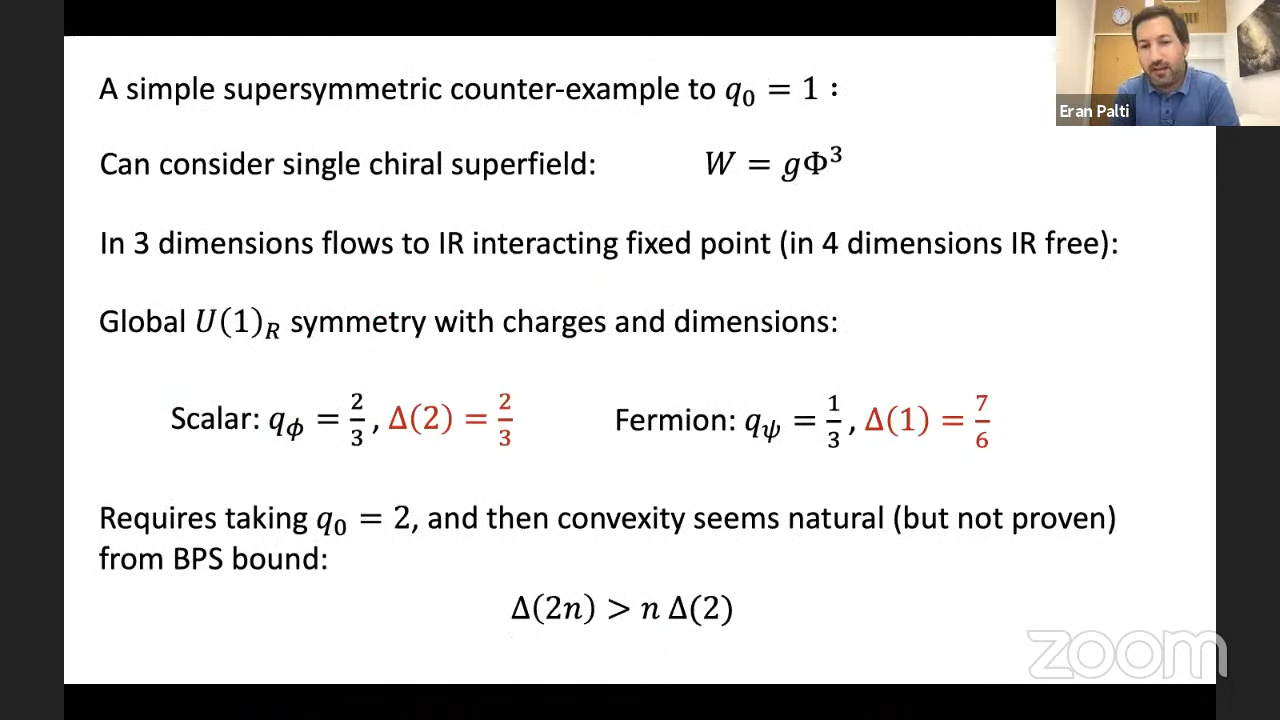 A simple supersymmetric counter-example to q₀ = 1 :
Eran Palti
Can consider single chiral superfield: W = gΦ³
In 3 dimensions flows to IR interacting fixed point (in 4 dimensions IR free):
Global U(1)_R symmetry with charges and dimensions:
Scalar: q_ϕ = 2/3 , Δ(2) = 2/3 Fermion: q_ψ = 1/3 , Δ(1) = 7/6
Requires taking q₀ = 2, and then convexity seems natural (but not proven)
from BPS bound:
Δ(2n) > n Δ(2)
zoom